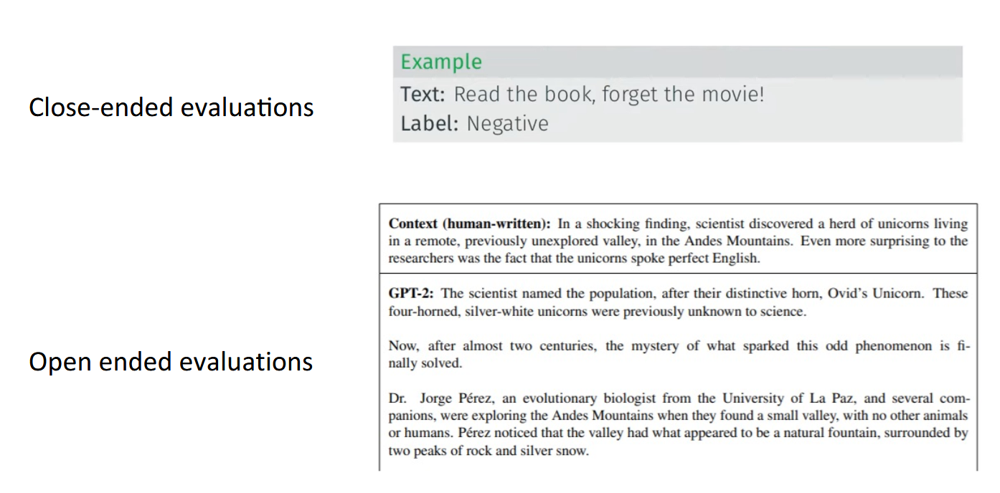 Close-ended evaluations
Example
Text: Read the book, forget the movie!
Label: Negative
Open ended evaluations
Context (human-written): In a shocking finding, scientist discovered a herd of unicorns living
in a remote, previously unexplored valley, in the Andes Mountains. Even more surprising to the
researchers was the fact that the unicorns spoke perfect English.
GPT-2: The scientist named the population, after their distinctive horn, Ovid's Unicorn. These
four-horned, silver-white unicorns were previously unknown to science.
Now, after almost two centuries, the mystery of what sparked this odd phenomenon is fi-
nally solved.
Dr. Jorge Pérez, an evolutionary biologist from the University of La Paz, and several com-
panions, were exploring the Andes Mountains when they found a small valley, with no other animals
or humans. Pérez noticed that the valley had what appeared to be a natural fountain, surrounded by
two peaks of rock and silver snow.